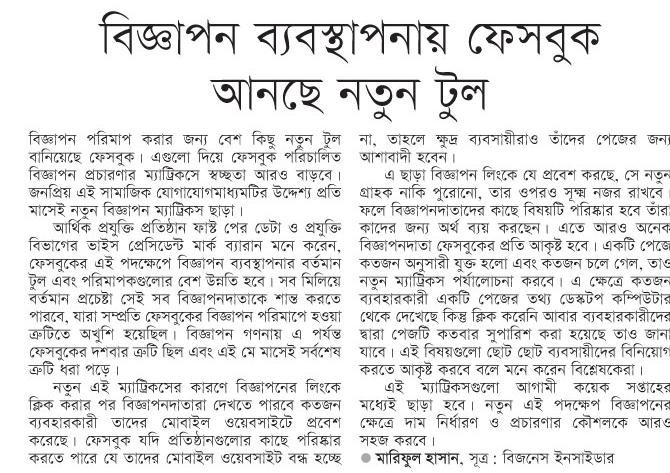 বিজ্ঞাপন ব্যবস্থাপনায় ফেসবুক
আনছে নতুন টুল
বিজ্ঞাপন পরিমাপ করার জন্য বেশ কিছু নতুন টুল
বানিয়েছে ফেসবুক। এগুলো দিয়ে ফেসবুক পরিচালিত
বিজ্ঞাপন প্রচারণার ম্যাট্রিকসে স্বচ্ছতা আরও বাড়বে।
জনপ্রিয় এই সামাজিক যোগাযোগমাধ্যমটির উদ্দেশ্য প্রতি
মাসেই নতুন বিজ্ঞাপন ম্যাট্রিকস ছাড়া।
আর্থিক প্রযুক্তি প্রতিষ্ঠান ফাস্ট পের ডেটা ও প্রযুক্তি
বিভাগের ভাইস প্রেসিডেন্ট মার্ক ব্যারান মনে করেন,
ফেসবুকের এই পদক্ষেপে বিজ্ঞাপন ব্যবস্থাপনার বর্তমান
টুল এবং পরিমাপকগুলোর বেশ উন্নতি হবে। সব মিলিয়ে
বর্তমান প্রচেষ্টা সেই সব বিজ্ঞাপনদাতাকে শান্ত করতে
পারবে, যারা সম্প্রতি ফেসবুকের বিজ্ঞাপন পরিমাপে হওয়া
ত্রুটিতে অখুশি হয়েছিল। বিজ্ঞাপন গণনায় এ পর্যন্ত
ফেসবুকের দশবার ত্রুটি ছিল এবং এই মে মাসেই সর্বশেষ
ত্রুটি ধরা পড়ে।
নতুন এই ম্যাট্রিকসের কারণে বিজ্ঞাপনের লিংকে
ক্লিক করার পর বিজ্ঞাপনদাতারা দেখতে পারবে কতজন
ব্যবহারকারী তাদের মোবাইল ওয়েবসাইটে প্রবেশ
করেছে। ফেসবুক যদি প্রতিষ্ঠানগুলোর কাছে পরিষ্কার
করতে পারে যে তাদের মোবাইল ওয়েবসাইট বন্ধ হচ্ছে
না, তাহলে ক্ষুদ্র ব্যবসায়ীরাও তাঁদের পেজের জন্য
আশাবাদী হবেন।
এ ছাড়া বিজ্ঞাপন লিংকে যে প্রবেশ করছে, সে নতুন
গ্রাহক নাকি পুরোনো, তার ওপরও সূক্ষ্ম নজর রাখবে।
ফলে বিজ্ঞাপনদাতাদের কাছে বিষয়টি পরিষ্কার হবে তাঁরা
কাদের জন্য অর্থ ব্যয় করছেন। এতে আরও অনেক
বিজ্ঞাপনদাতা ফেসবুকের প্রতি আকৃষ্ট হবে। একটি পেজে
কতজন অনুসারী যুক্ত হলো এবং কতজন চলে গেল, তাও
নতুন ম্যাট্রিকস পর্যালোচনা করবে। এ ক্ষেত্রে কতজন
ব্যবহারকারী একটি পেজের তথ্য ডেস্কটপ কম্পিউটার
থেকে দেখেছে কিন্তু ক্লিক করেনি আবার ব্যবহারকারীদের
দ্বারা পেজটি কতবার সুপারিশ করা হয়েছে তাও জানা
যাবে। এই বিষয়গুলো ছোট ছোট ব্যবসায়ীদের বিনিয়োগ
করতে আকৃষ্ট করবে বলে মনে করেন বিশ্লেষকেরা।
এই ম্যাট্রিকসগুলো আগামী কয়েক সপ্তাহের
মধ্যেই ছাড়া হবে। নতুন এই পদক্ষেপ বিজ্ঞাপনের
ক্ষেত্রে দাম নির্ধারণ ও প্রচারণার কৌশলকে আরও
সহজ করবে।
● মারিফুল হাসান, সূত্র : বিজনেস ইনসাইডার